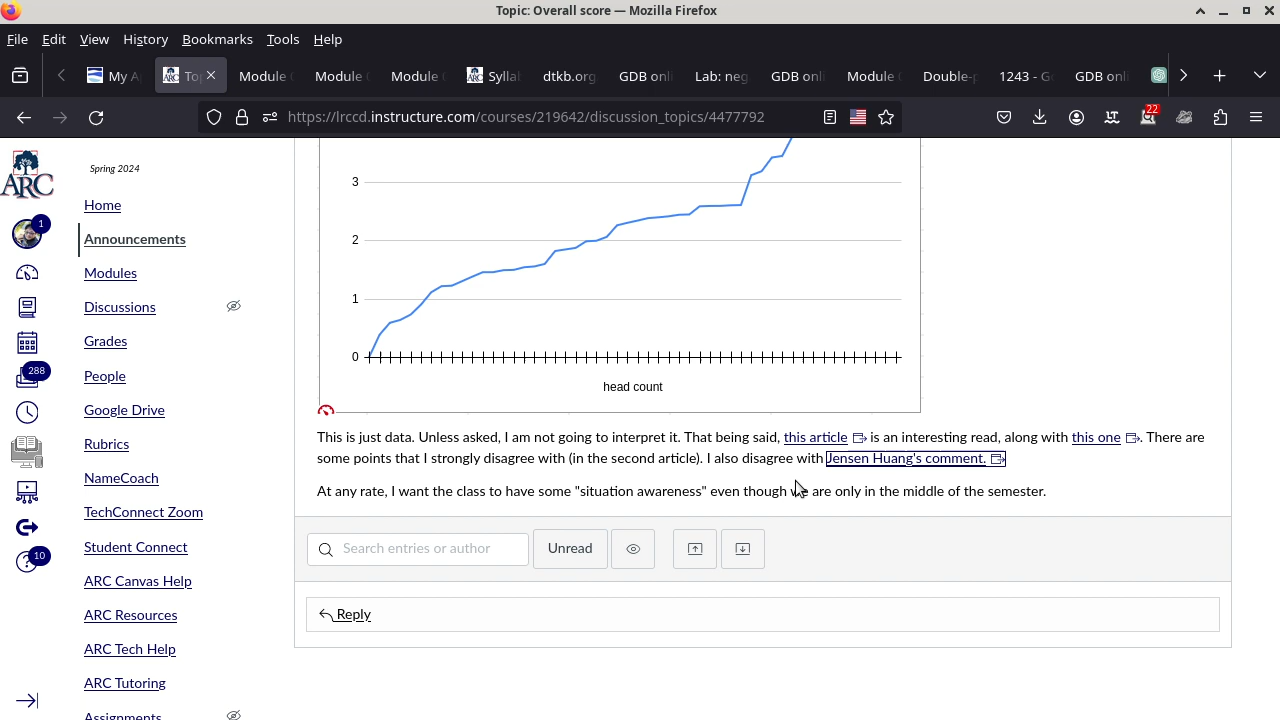 Topic: Overall score — Mozilla Firefox
File Edit View History Bookmarks Tools Help
My A To Module Module Module Syllal dtkb.org GDB onl Lab: neg GDB onl Module Double-p 1243 - G GDB onl
https://lrccd.instructure.com/courses/219642/discussion_topics/4477792
22
ARC
Spring 2024
1
288
10
Home
Announcements
Modules
Discussions
Grades
People
Google Drive
Rubrics
NameCoach
TechConnect Zoom
Student Connect
ARC Canvas Help
ARC Resources
ARC Tech Help
ARC Tutoring
Assignments
3
2
1
0
head count
This is just data. Unless asked, I am not going to interpret it. That being said, this article is an interesting read, along with this one. There are
some points that I strongly disagree with (in the second article). I also disagree with Jensen Huang's comment.
At any rate, I want the class to have some "situation awareness" even though we are only in the middle of the semester.
Search entries or author
Unread
Reply